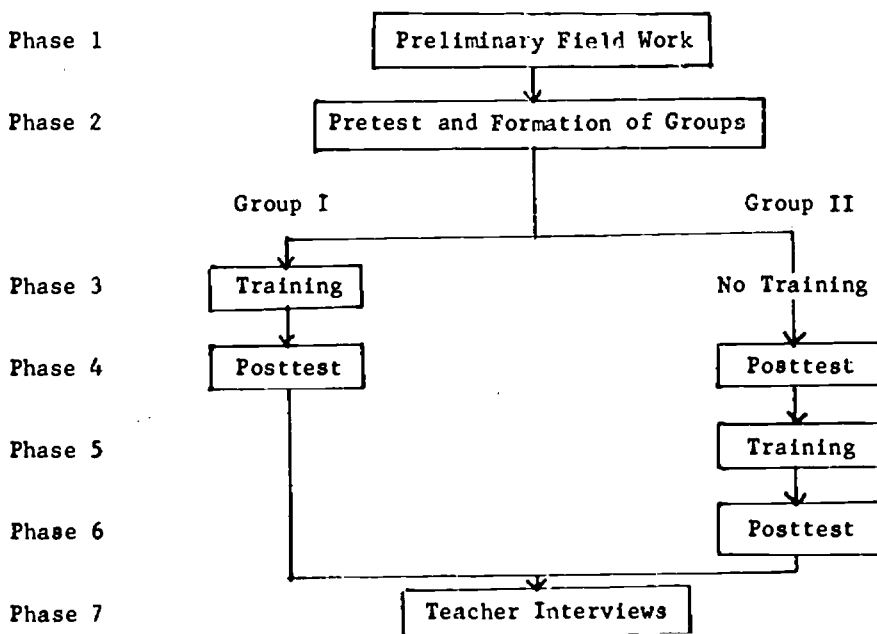 Phase 1 Preliminary Field Work
Phase 2 Pretest and Formation of Groups
Group I Group II
Phase 3 Training No Training
Phase 4 Posttest Posttest
Phase 5 Training
Phase 6 Posttest
Phase 7 Teacher Interviews